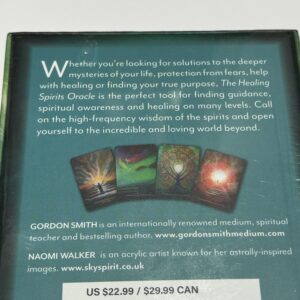 Whether you're looking for solutions to the deeper
mysteries of your life, protection from fears, help
with healing or finding your true purpose, The Healing
Spirits Oracle is the perfect tool for finding guidance,
spiritual awareness and healing on many levels. Call
on the high-frequency wisdom of the spirits and open
yourself to the incredible and loving world beyond.
GORDON SMITH is an internationally renowned medium, spiritual
teacher and bestselling author. www.gordonsmithmedium.com
NAOMI WALKER is an acrylic artist known for her astrally-inspired
images. www.skyspirit.co.uk
US $22.99 / $29.99 CAN